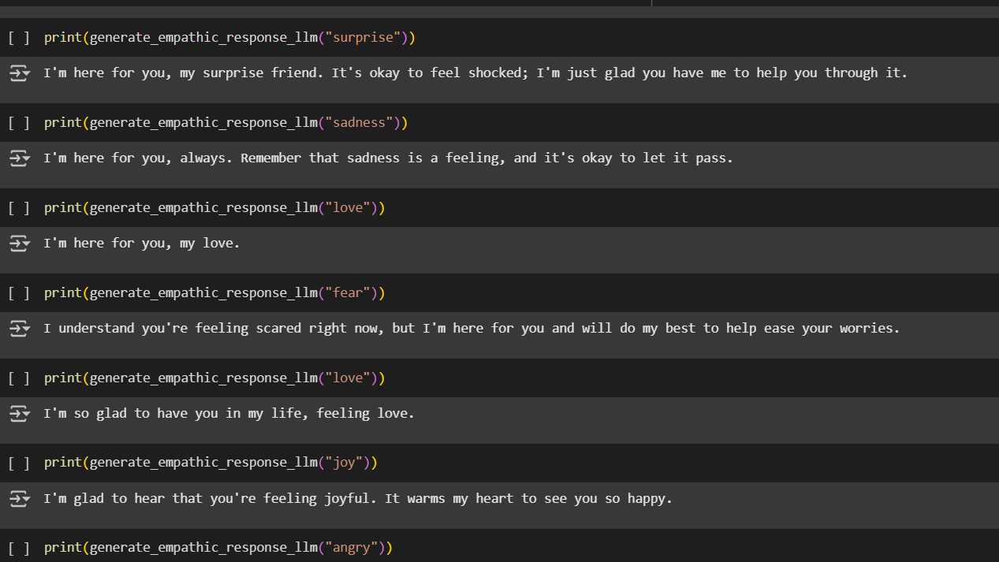 [ ] print(generate_empathic_response_llm("surprise"))
I'm here for you, my surprise friend. It's okay to feel shocked; I'm just glad you have me to help you through it.
[ ] print(generate_empathic_response_llm("sadness"))
I'm here for you, always. Remember that sadness is a feeling, and it's okay to let it pass.
[ ] print(generate_empathic_response_llm("love"))
I'm here for you, my love.
[ ] print(generate_empathic_response_llm("fear"))
I understand you're feeling scared right now, but I'm here for you and will do my best to help ease your worries.
[ ] print(generate_empathic_response_llm("love"))
I'm so glad to have you in my life, feeling love.
[ ] print(generate_empathic_response_llm("joy"))
I'm glad to hear that you're feeling joyful. It warms my heart to see you so happy.
[ ] print(generate_empathic_response_llm("angry"))